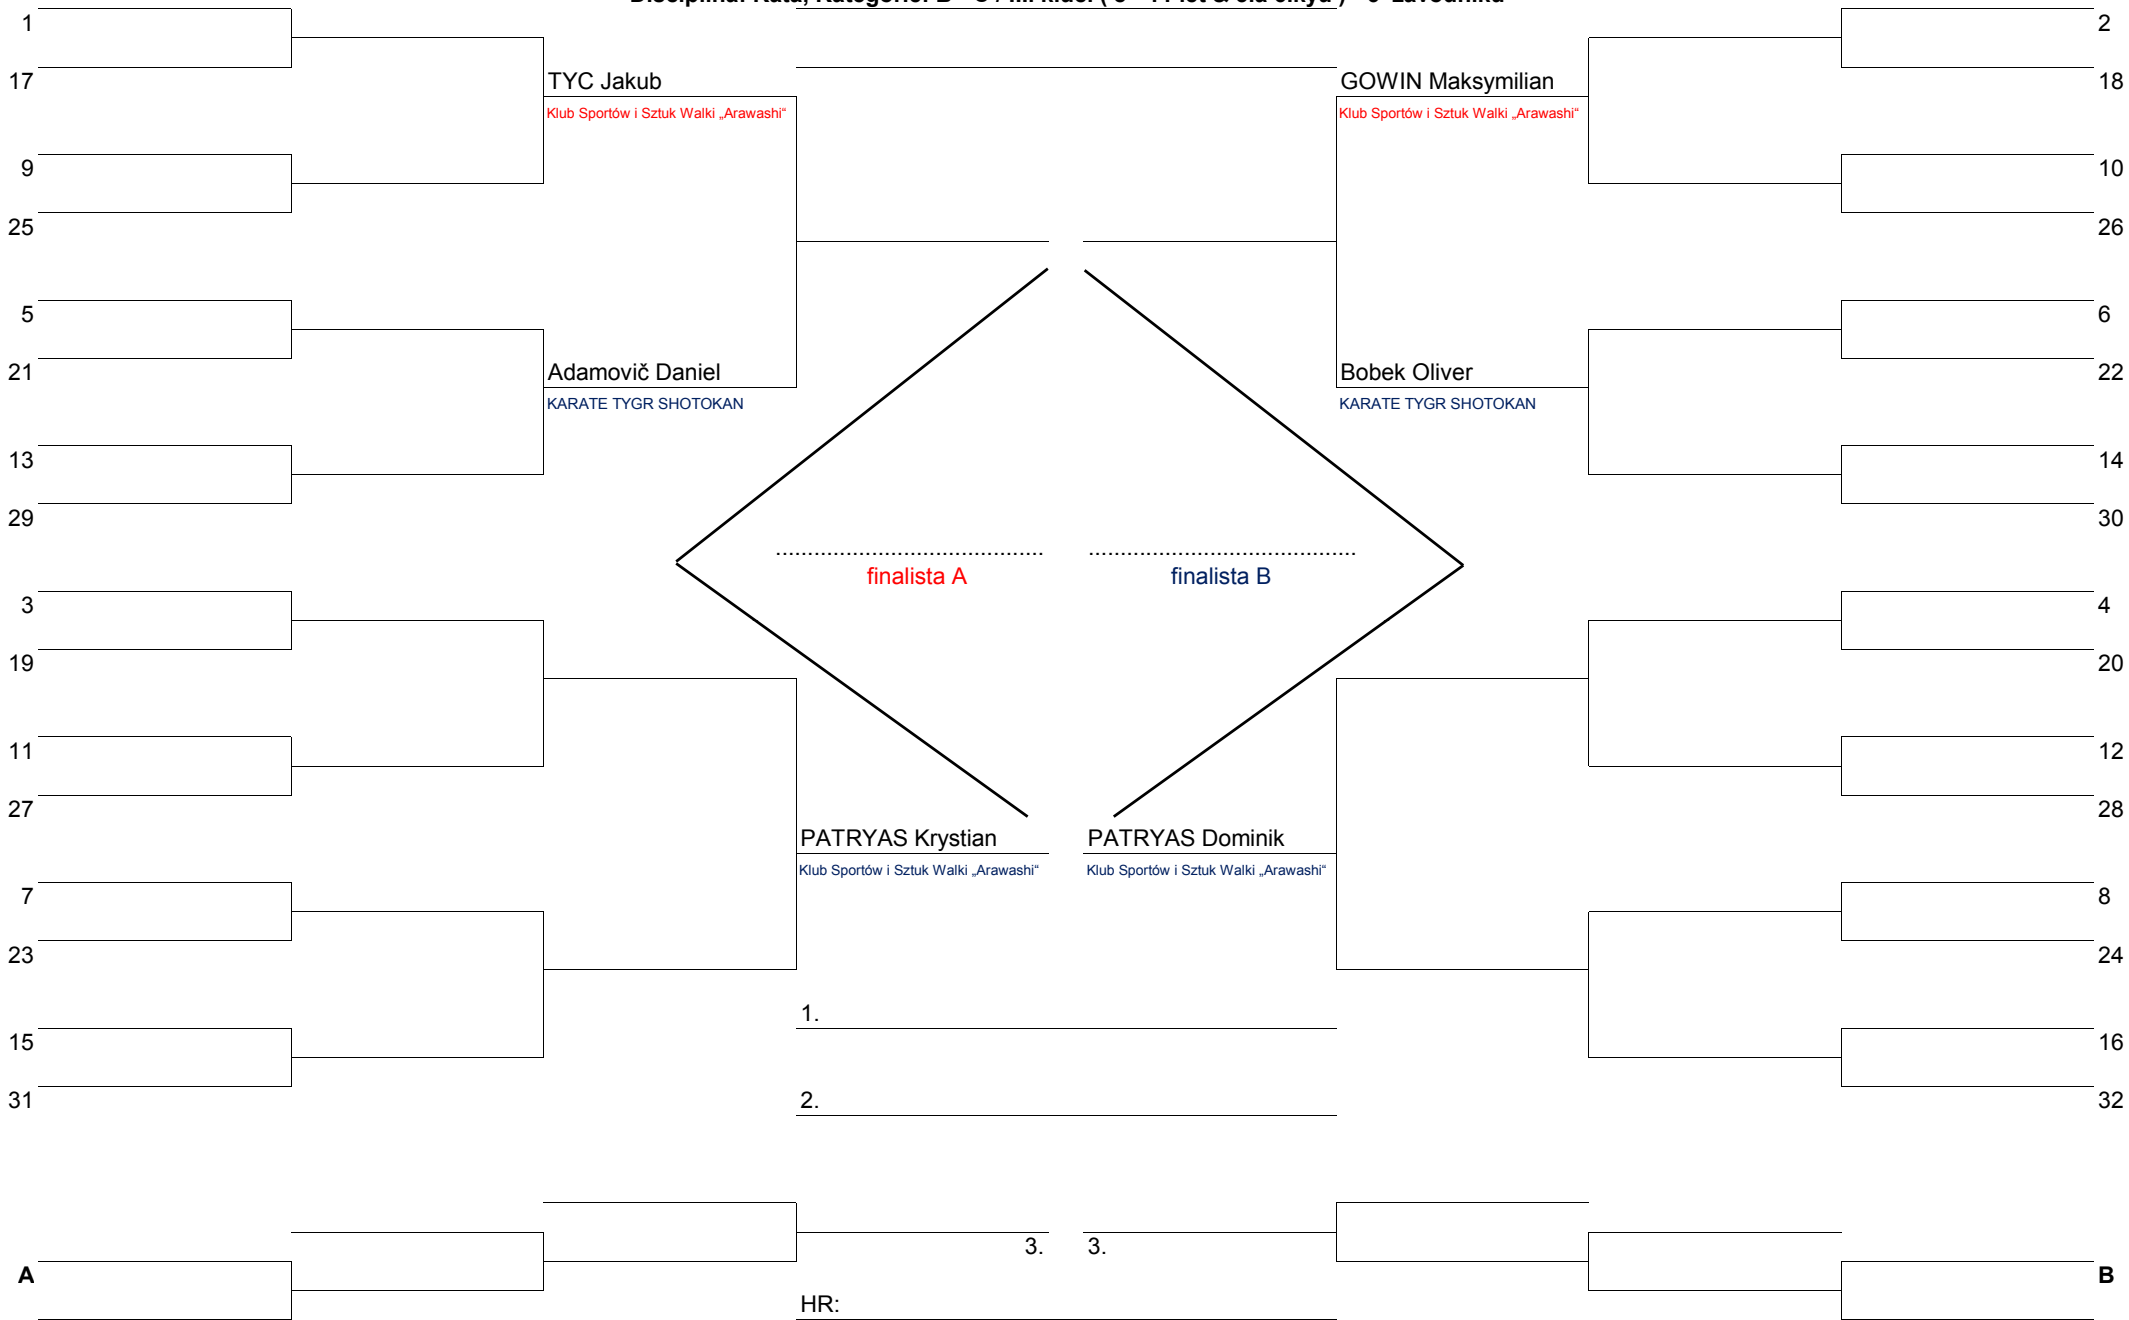 1
2
17
TYC Jakub
GOWIN Maksymilian
18
Klub Sportów i Sztuk Walki „Arawashi“
Klub Sportów i Sztuk Walki „Arawashi“
9
10
25
26
5
6
21
Adamovič Daniel
Bobek Oliver
22
KARATE TYGR SHOTOKAN
KARATE TYGR SHOTOKAN
13
14
29
30
finalista A
finalista B
3
4
19
20
11
12
27
28
PATRYAS Krystian
PATRYAS Dominik
Klub Sportów i Sztuk Walki „Arawashi“
Klub Sportów i Sztuk Walki „Arawashi“
7
8
23
24
1.
15
16
31
2.
32
3.
3.
A
B
HR: